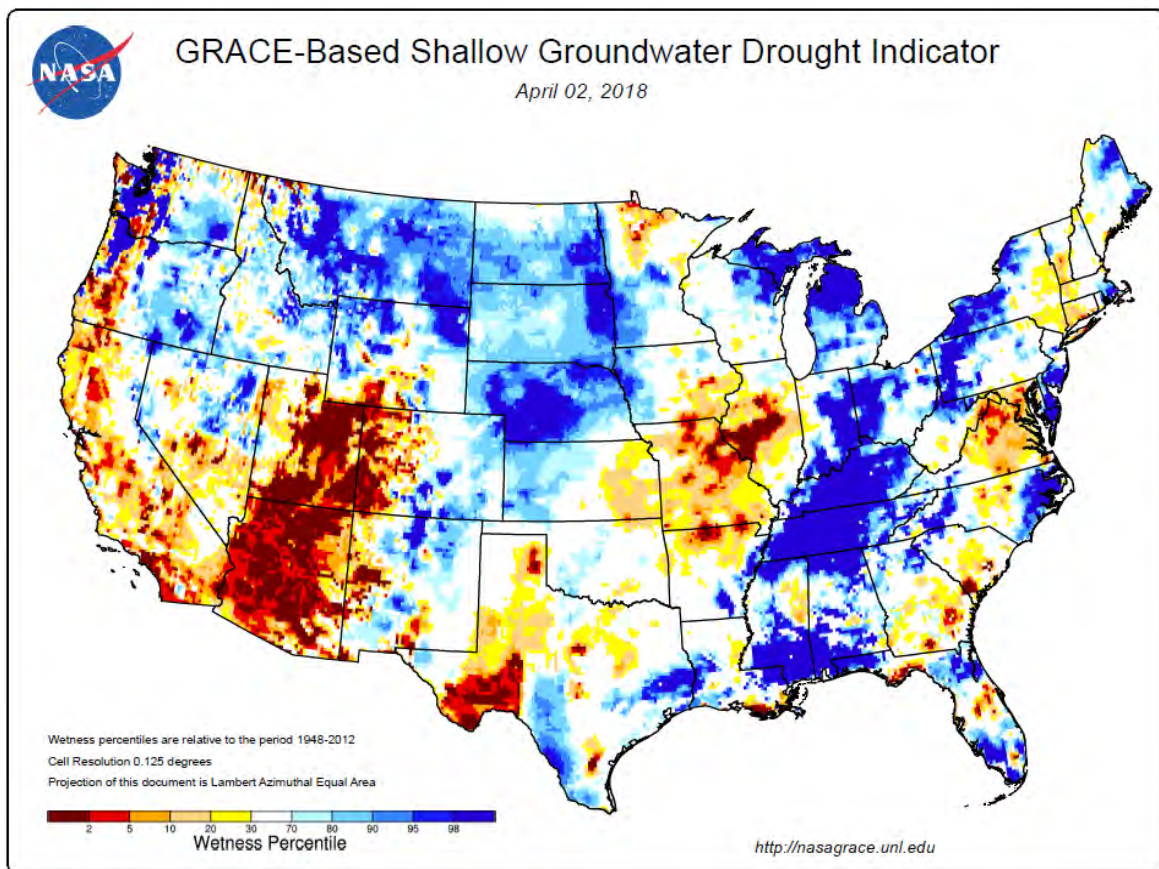 NASA
GRACE-Based Shallow Groundwater Drought Indicator
April 02, 2018
Wetness percentiles are relative to the period 1948-2012
Cell Resolution 0.125 degrees
Projection of this document is Lambert Azimuthal Equal Area
2 5 10 20 30 70 80 90 95 98
Wetness Percentile
http://nasagrace.unl.edu